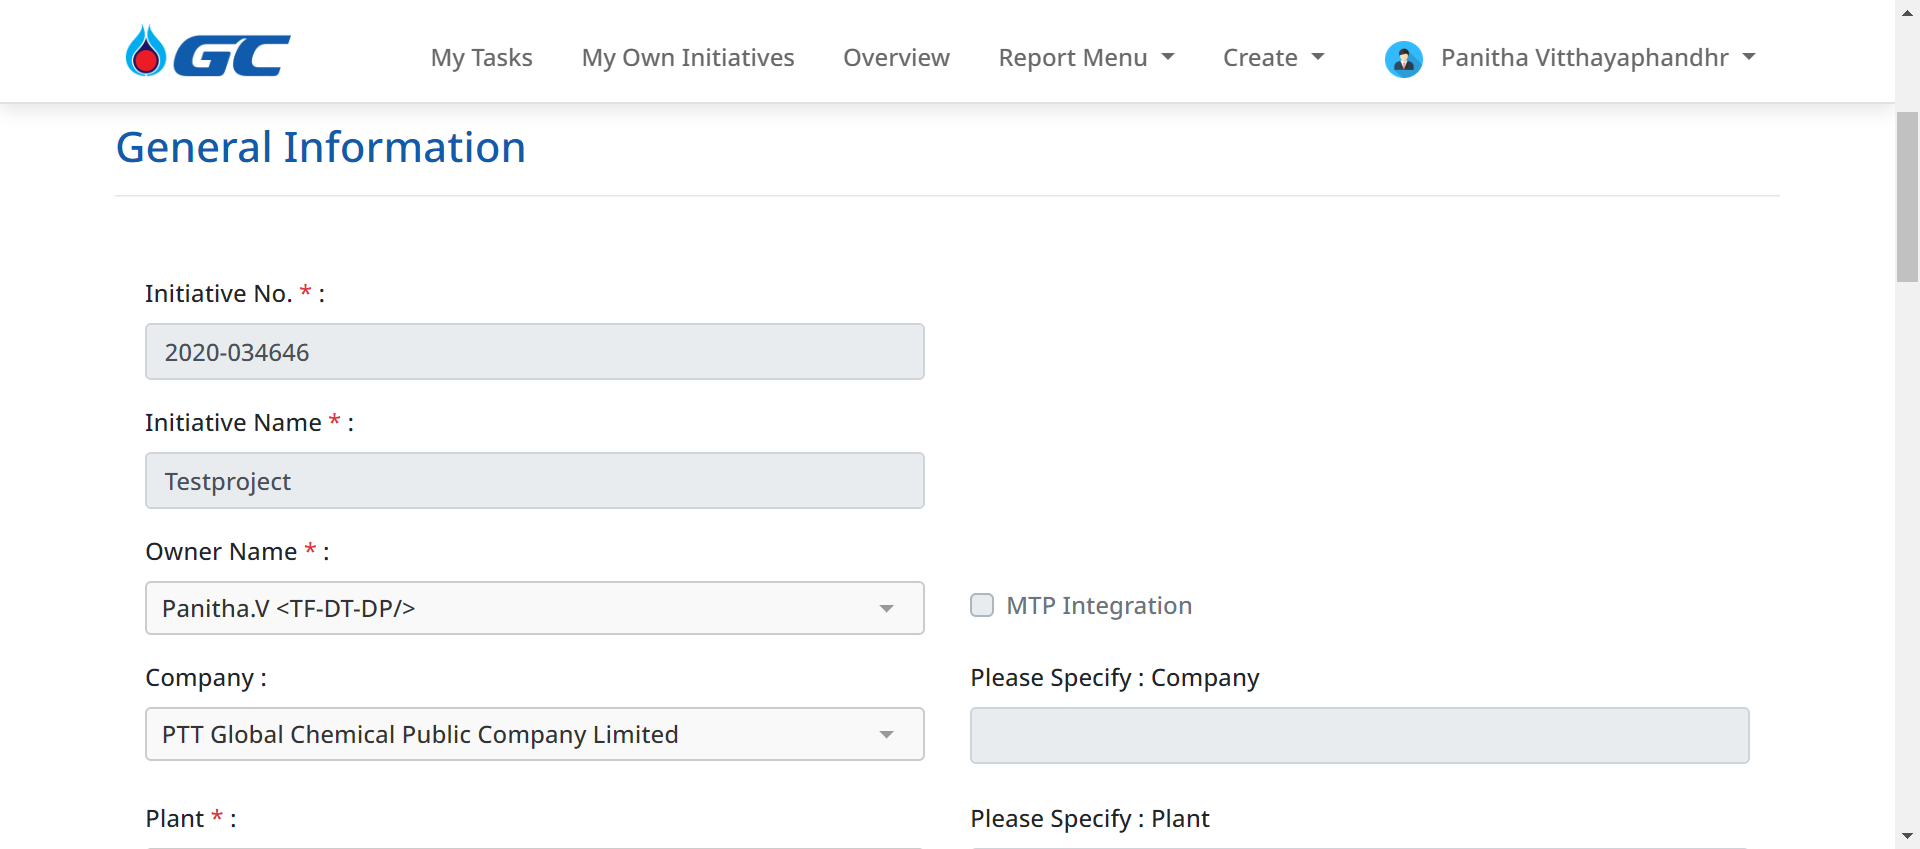 GC
My Tasks
My Own Initiatives
Overview
Report Menu
Create
Panitha Vitthayaphandhr
General Information
Initiative No. * :
2020-034646
Initiative Name * :
Testproject
Owner Name * :
Panitha.V <TF-DT-DP/>
MTP Integration
Company :
Please Specify : Company
PTT Global Chemical Public Company Limited
Plant * :
Please Specify : Plant